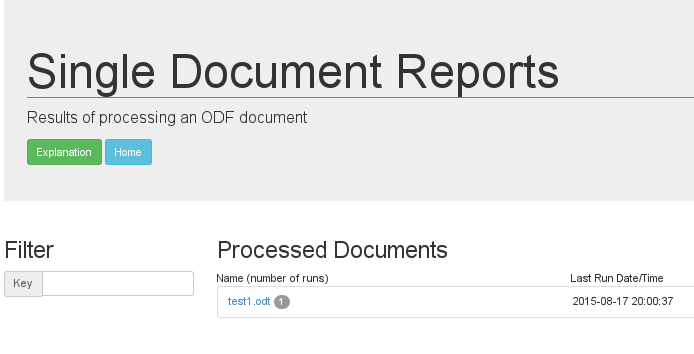 Single Document Reports
Results of processing an ODF document
Explanation Home
Filter
Key
Processed Documents
Name (number of runs) Last Run Date/Time
test1.odt 1 2015-08-17 20:00:37